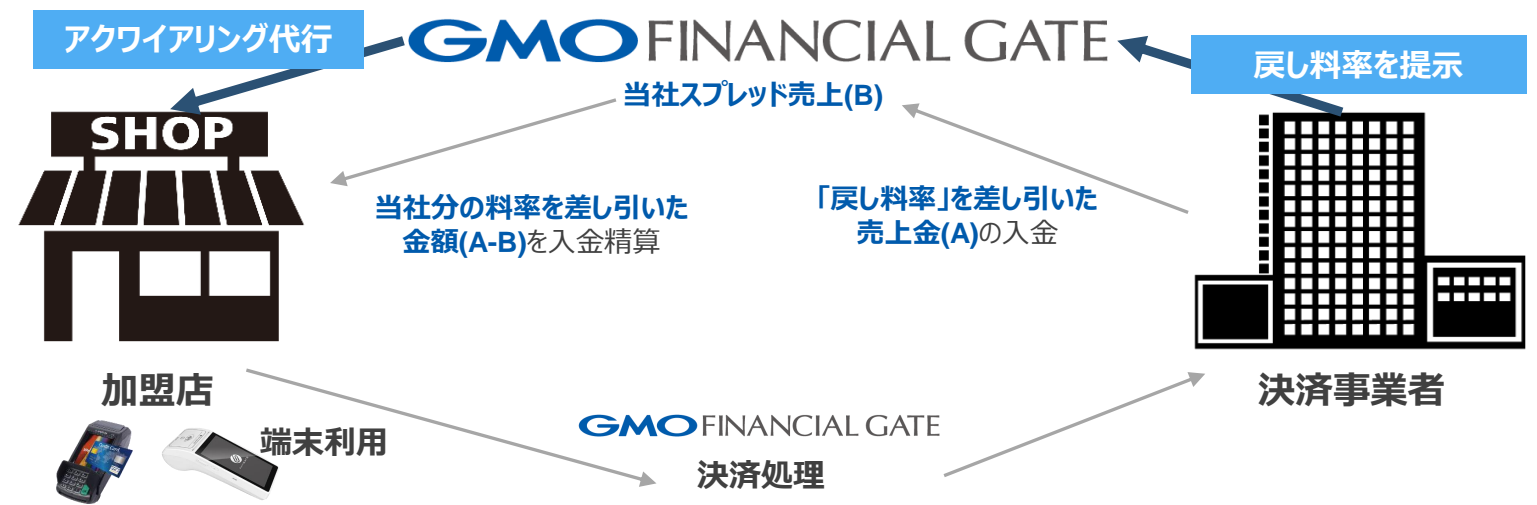 アクワイアリング代行
GMO FINANCIAL GATE
戻し料率を提示
当社スプレッド売上(B)
SHOP
当社分の料率を差し引いた
金額(A-B)を入金精算
「戻し料率」を差し引いた
売上金(A)の入金
加盟店
決済事業者
端末利用
GMO FINANCIAL GATE
決済処理